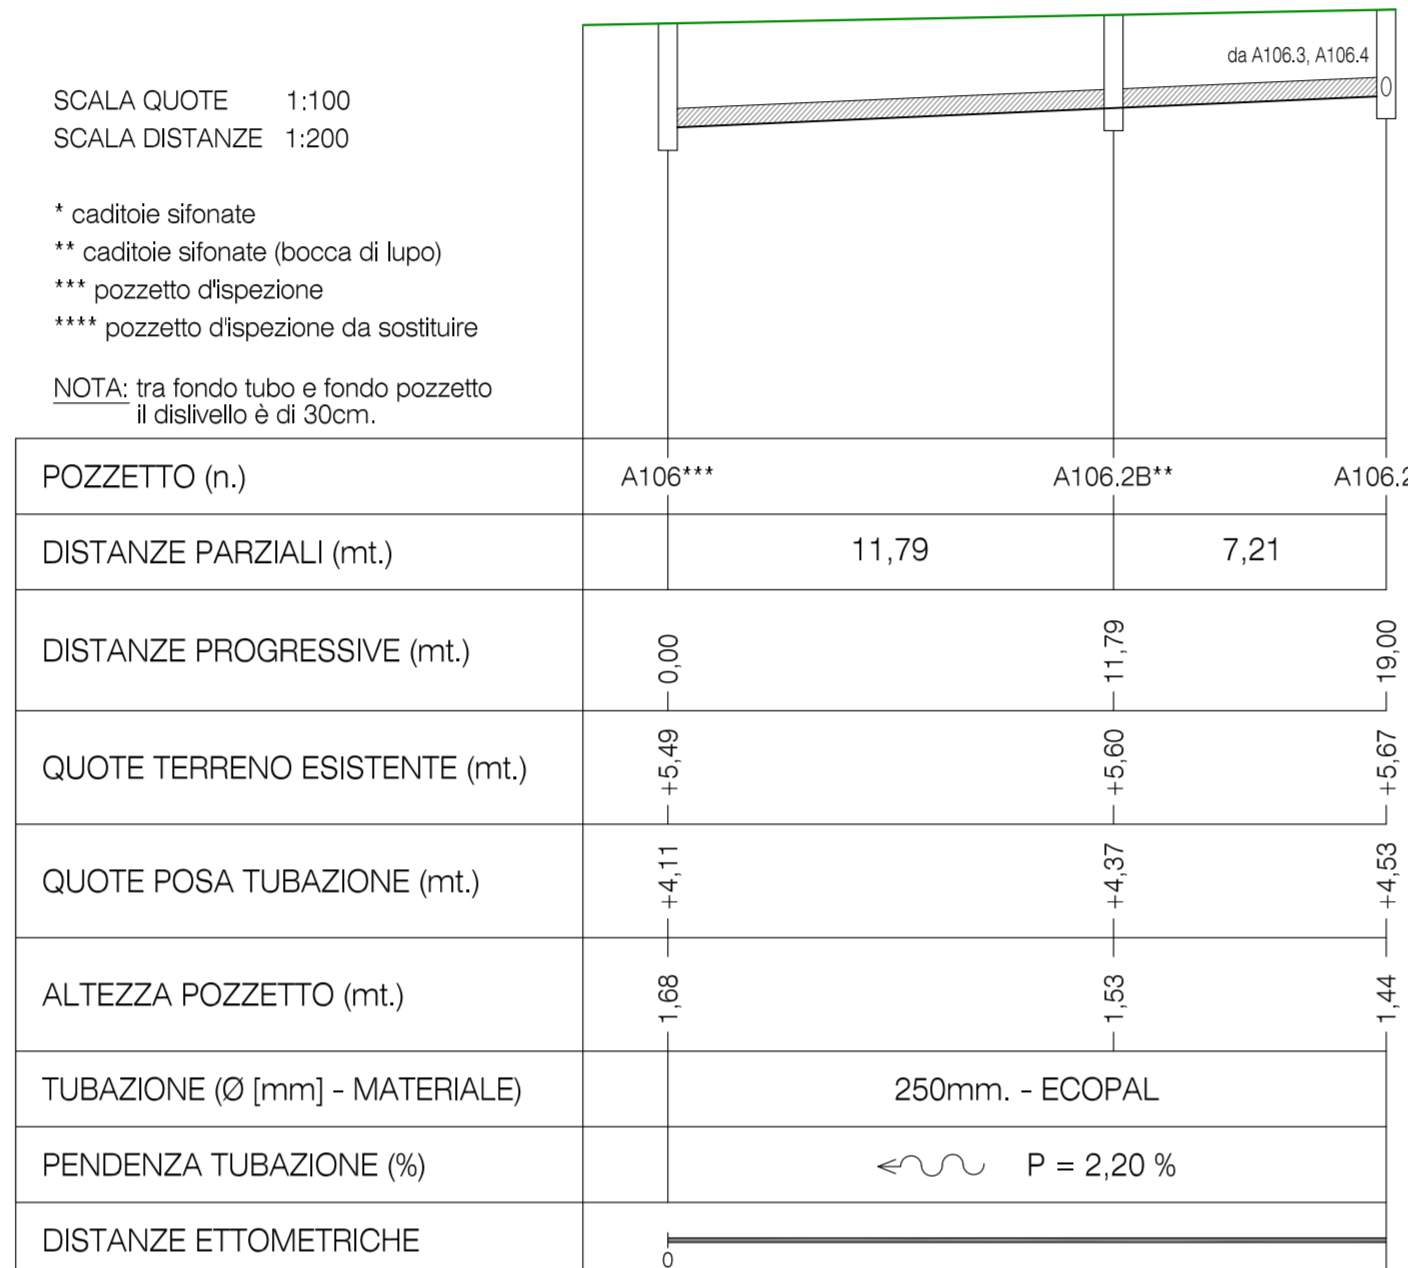 da A106.3, A106.4
SCALA QUOTE 1:100
SCALA DISTANZE 1:200
* caditoie sifonate
** caditoie sifonate (bocca di lupo)
*** pozzetto d'ispezione
**** pozzetto d'ispezione da sostituire
NOTA: tra fondo tubo e fondo pozzetto
il dislivello è di 30cm.
POZZETTO (n.) A106*** A106.2B** A106.2
DISTANZE PARZIALI (mt.) 11,79 7,21
DISTANZE PROGRESSIVE (mt.) 0,00 11,79 19,00
QUOTE TERRENO ESISTENTE (mt.) +5,49 +5,60 +5,67
QUOTE POSA TUBAZIONE (mt.) +4,11 +4,37 +4,53
ALTEZZA POZZETTO (mt.) 1,68 1,53 1,44
TUBAZIONE (Ø [mm] - MATERIALE) 250mm. - ECOPAL
PENDENZA TUBAZIONE (%) P = 2,20 %
DISTANZE ETTOMETRICHE 0